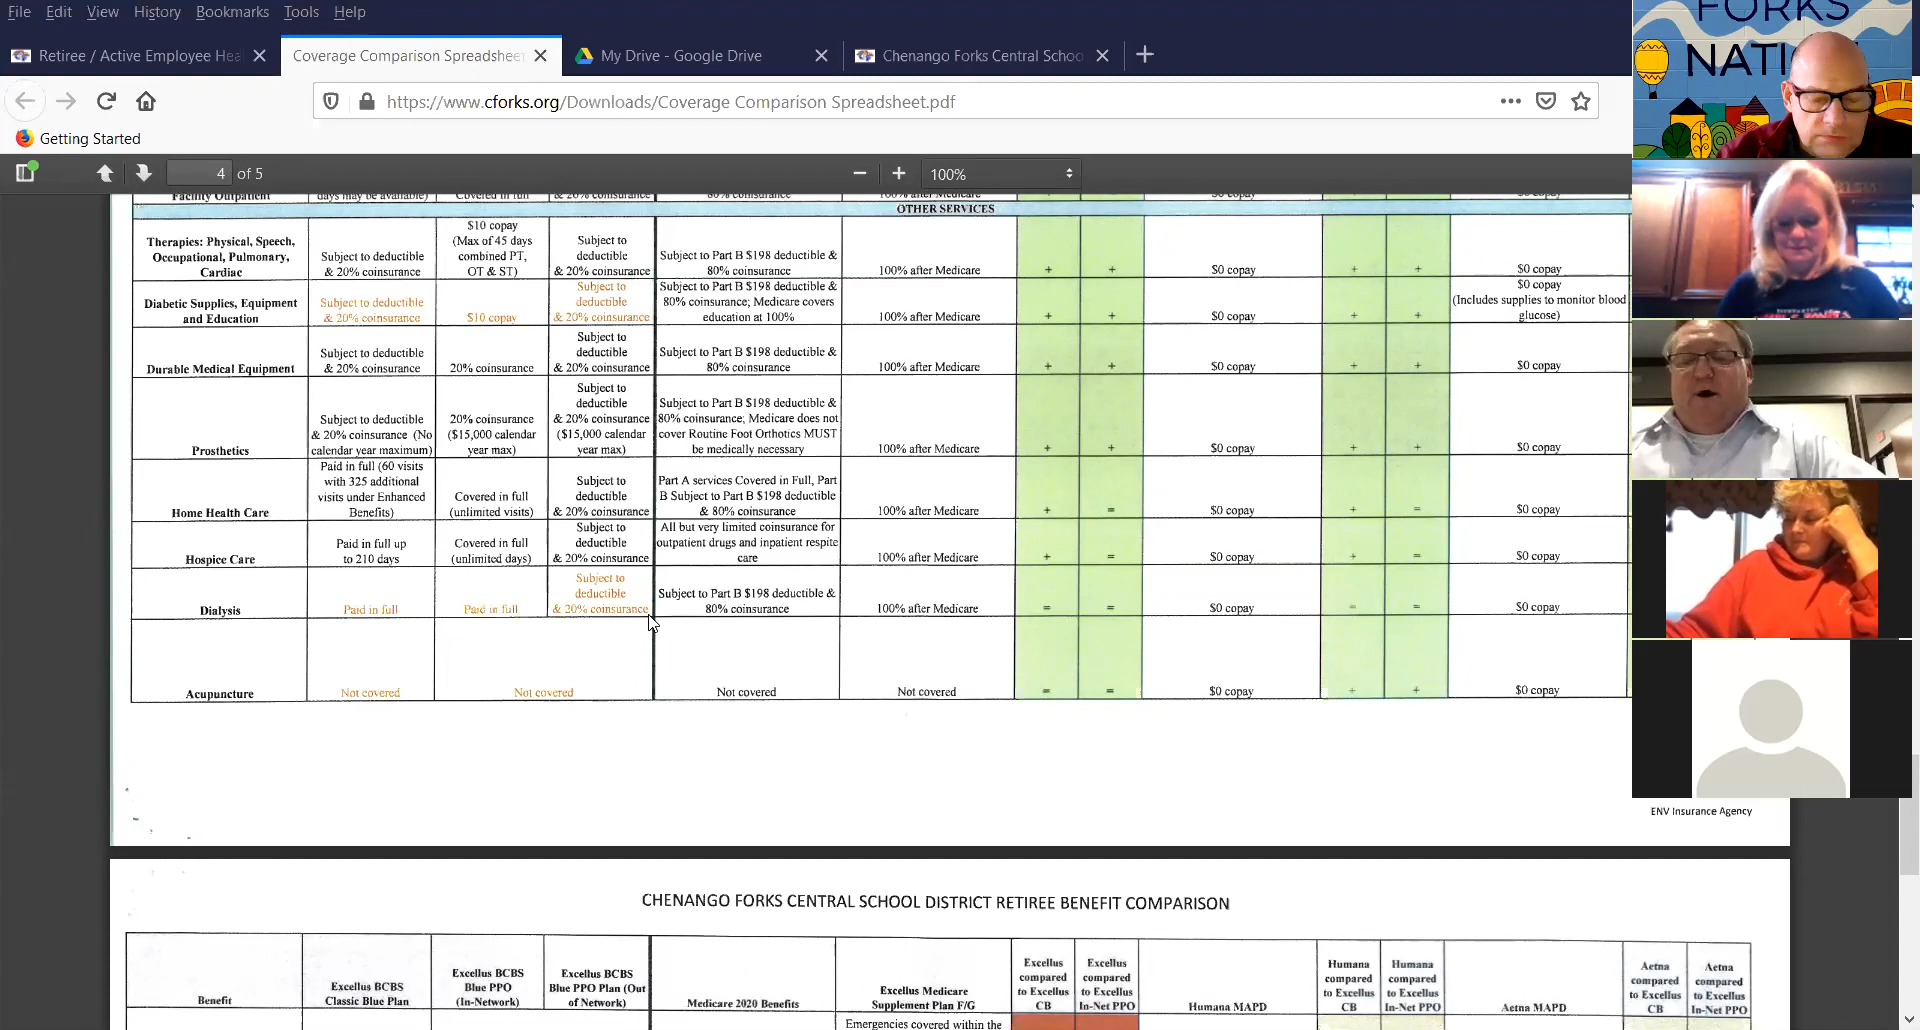 File Edit View History Bookmarks Tools Help
FORKS
NATI
Retiree / Active Employee Hea
Coverage Comparison Spreadsheet
My Drive - Google Drive
Chenango Forks Central Schoo
https://www.cforks.org/Downloads/Coverage Comparison Spreadsheet.pdf
Getting Started
4 of 5
100%
Facility Outpatient
days may be available)
Covered in full
& 20% coinsurance
80% coinsurance
100% after Medicare
OTHER SERVICES
Therapies: Physical, Speech,
Occupational, Pulmonary,
Cardiac
Subject to deductible
& 20% coinsurance
$10 copay
(Max of 45 days
combined PT,
OT & ST)
Subject to
deductible
& 20% coinsurance
Subject to Part B $198 deductible &
80% coinsurance
100% after Medicare
+ +
$0 copay
+ +
$0 copay
Diabetic Supplies, Equipment
and Education
Subject to deductible
& 20% coinsurance
$10 copay
Subject to
deductible
& 20% coinsurance
Subject to Part B $198 deductible &
80% coinsurance; Medicare covers
education at 100%
100% after Medicare
+ +
$0 copay
+ +
$0 copay
(Includes supplies to monitor blood
glucose)
Durable Medical Equipment
Subject to deductible
& 20% coinsurance
20% coinsurance
Subject to
deductible
& 20% coinsurance
Subject to Part B $198 deductible &
80% coinsurance
100% after Medicare
+ +
$0 copay
+ +
$0 copay
Prosthetics
Subject to deductible
& 20% coinsurance (No
calendar year maximum)
20% coinsurance
($15,000 calendar
year max)
Subject to
deductible
& 20% coinsurance
($15,000 calendar
year max)
Subject to Part B $198 deductible &
80% coinsurance; Medicare does not
cover Routine Foot Orthotics MUST
be medically necessary
100% after Medicare
+ +
$0 copay
+ +
$0 copay
Home Health Care
Paid in full (60 visits
with 325 additional
visits under Enhanced
Benefits)
Covered in full
(unlimited visits)
Subject to
deductible
& 20% coinsurance
Part A services Covered in Full, Part
B Subject to Part B $198 deductible
& 80% coinsurance
100% after Medicare
+ =
$0 copay
+ =
$0 copay
Hospice Care
Paid in full up
to 210 days
Covered in full
(unlimited days)
Subject to
deductible
& 20% coinsurance
All but very limited coinsurance for
outpatient drugs and inpatient respite
care
100% after Medicare
+ =
$0 copay
+ =
$0 copay
Dialysis
Paid in full
Paid in full
Subject to
deductible
& 20% coinsurance
Subject to Part B $198 deductible &
80% coinsurance
100% after Medicare
= =
$0 copay
= =
$0 copay
Acupuncture
Not covered
Not covered
Not covered
Not covered
= =
$0 copay
+ +
$0 copay
ENV Insurance Agency
CHENANGO FORKS CENTRAL SCHOOL DISTRICT RETIREE BENEFIT COMPARISON
Benefit
Excellus BCBS
Classic Blue Plan
Excellus BCBS
Blue PPO
(In-Network)
Excellus BCBS
Blue PPO Plan (Out
of Network)
Medicare 2020 Benefits
Excellus Medicare
Supplement Plan F/G
Excellus
compared
to Excellus
CB
Excellus
compared
to Excellus
In-Net PPO
Humana MAPD
Humana
compared
to Excellus
CB
Humana
compared
to Excellus
In-Net PPO
Aetna MAPD
Aetna
compared
to Excellus
CB
Aetna
compared
to Excellus
In-Net PPO
Emergencies covered within the